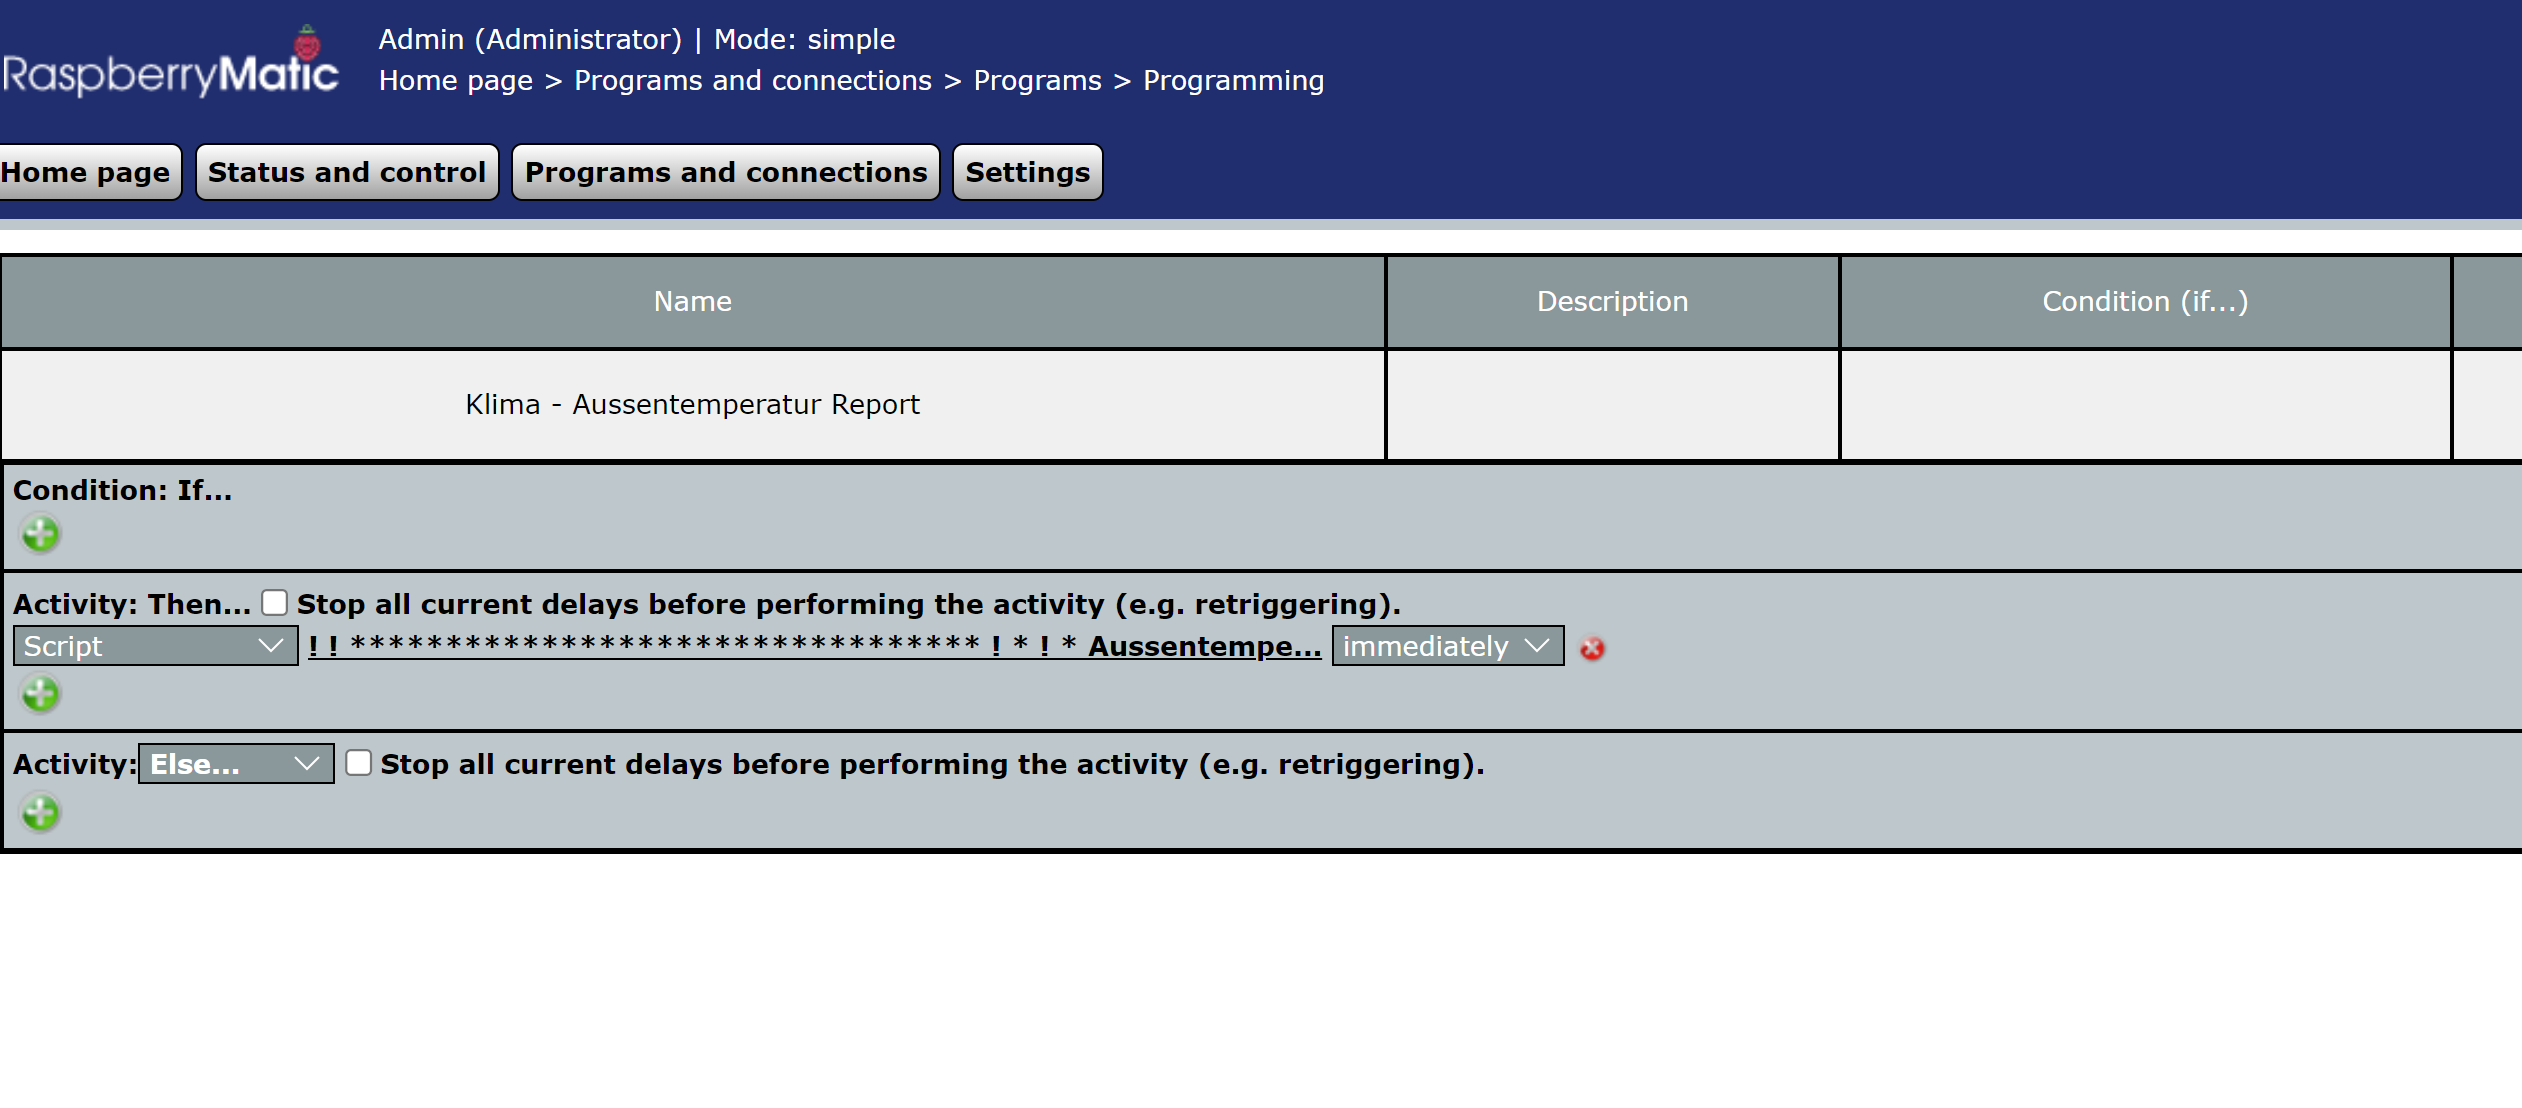 RaspberryMatic
Admin (Administrator) | Mode: simple
Home page > Programs and connections > Programs > Programming
Home page Status and control Programs and connections Settings
Name Description Condition (if...)
Klima - Aussentemperatur Report
Condition: If...
Activity: Then... Stop all current delays before performing the activity (e.g. retriggering).
Script ! ! ********************************* ! * ! * Aussentempe... immediately
Activity: Else... Stop all current delays before performing the activity (e.g. retriggering).